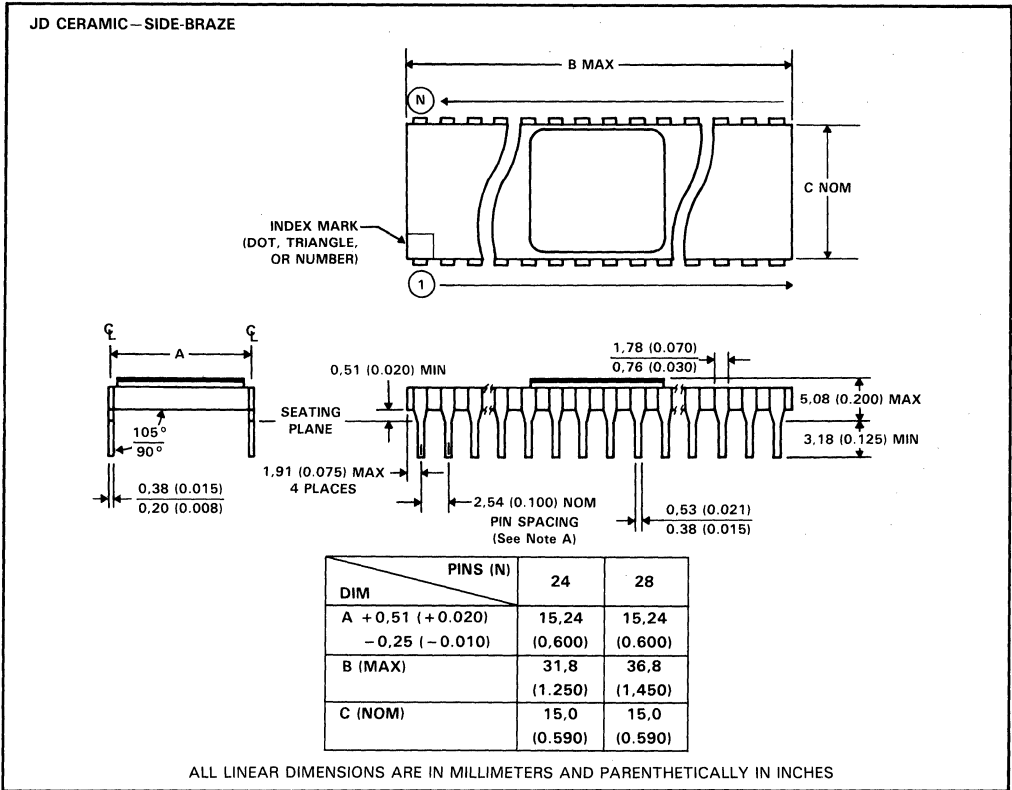 JD CERAMIC—SIDE-BRAZE
B MAX
N
C NOM
INDEX MARK
(DOT, TRIANGLE,
OR NUMBER)
1
℄
℄
A
0,51 (0.020) MIN
1,78 (0.070)
0,76 (0.030)
SEATING
PLANE
5,08 (0.200) MAX
105°
90°
3,18 (0.125) MIN
1,91 (0.075) MAX
4 PLACES
0,38 (0.015)
0,20 (0.008)
2,54 (0.100) NOM
PIN SPACING
(See Note A)
0,53 (0.021)
0.38 (0.015)
PINS (N)
DIM
24
28
A +0,51 (+0.020) 15,24 15,24
−0,25 (−0.010) (0,600) (0.600)
B (MAX) 31,8 36,8
(1.250) (1,450)
C (NOM) 15,0 15,0
(0.590) (0.590)
ALL LINEAR DIMENSIONS ARE IN MILLIMETERS AND PARENTHETICALLY IN INCHES